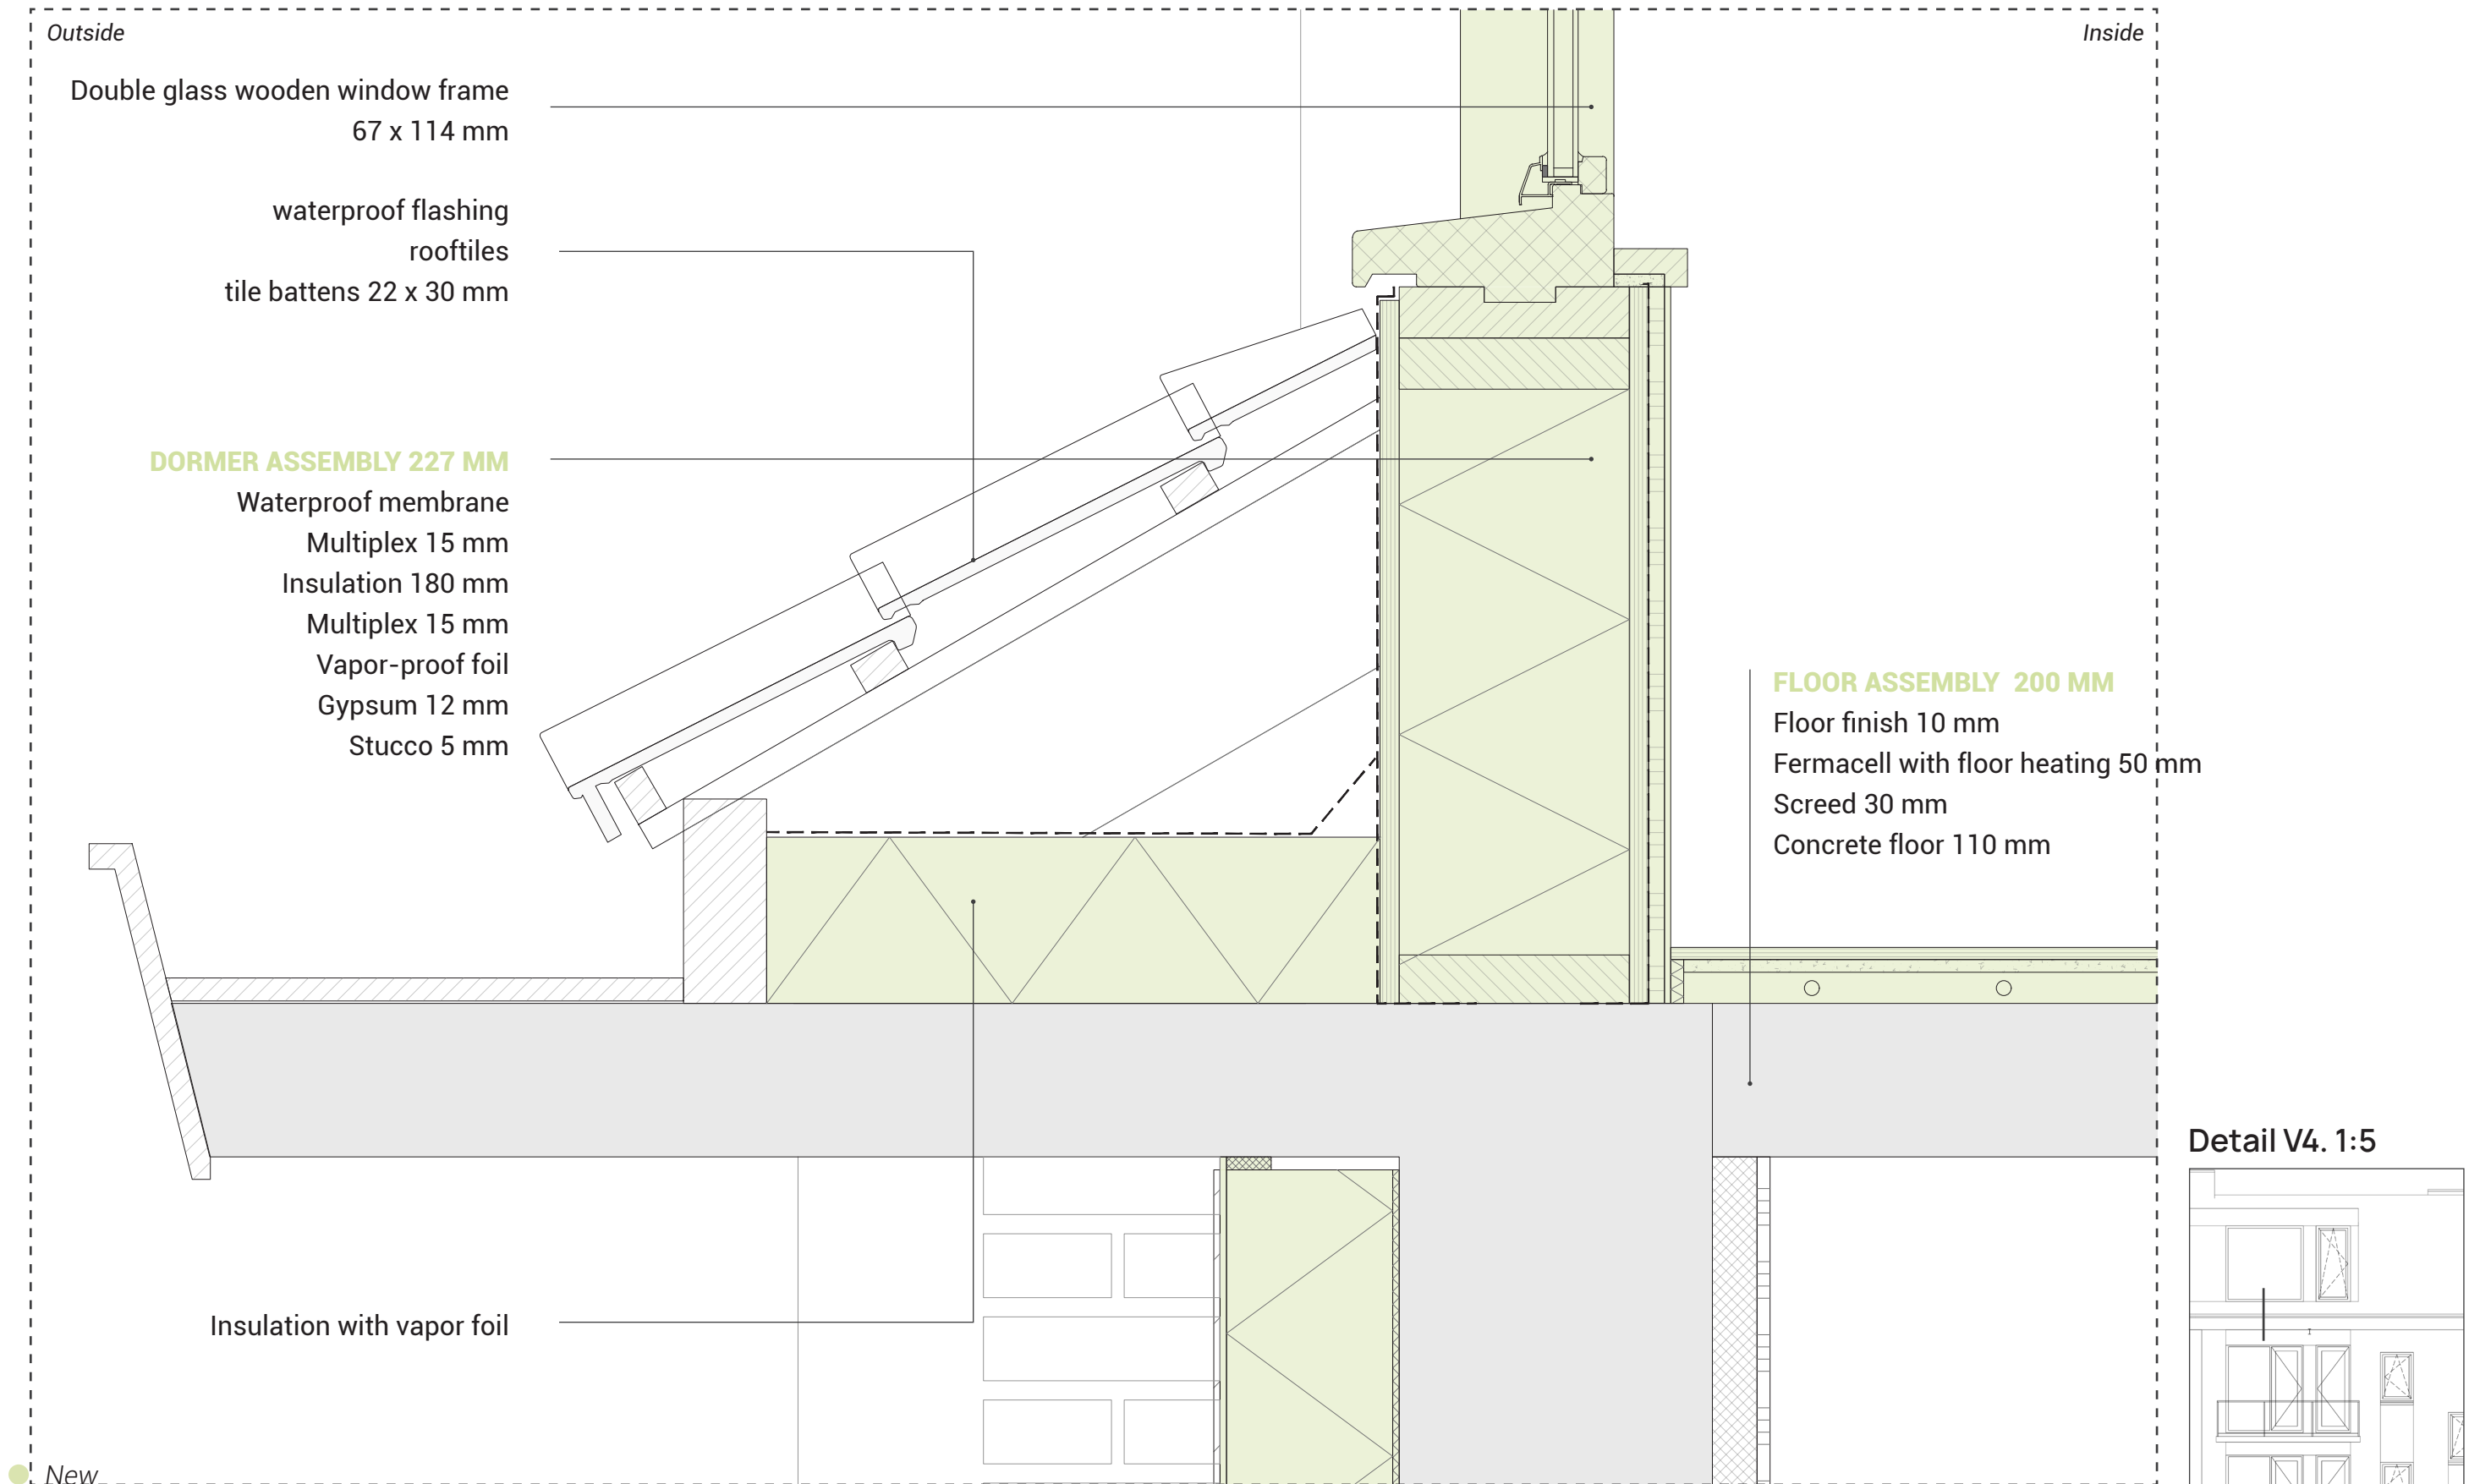 Outside
Inside
Double glass wooden window frame
67 x 114 mm
waterproof flashing
rooftiles
tile battens 22 x 30 mm
DORMER ASSEMBLY 227 MM
Waterproof membrane
Multiplex 15 mm
Insulation 180 mm
Multiplex 15 mm
Vapor-proof foil
Gypsum 12 mm
Stucco 5 mm
FLOOR ASSEMBLY 200 MM
Floor finish 10 mm
Fermacell with floor heating 50 mm
Screed 30 mm
Concrete floor 110 mm
Insulation with vapor foil
Detail V4. 1:5
New